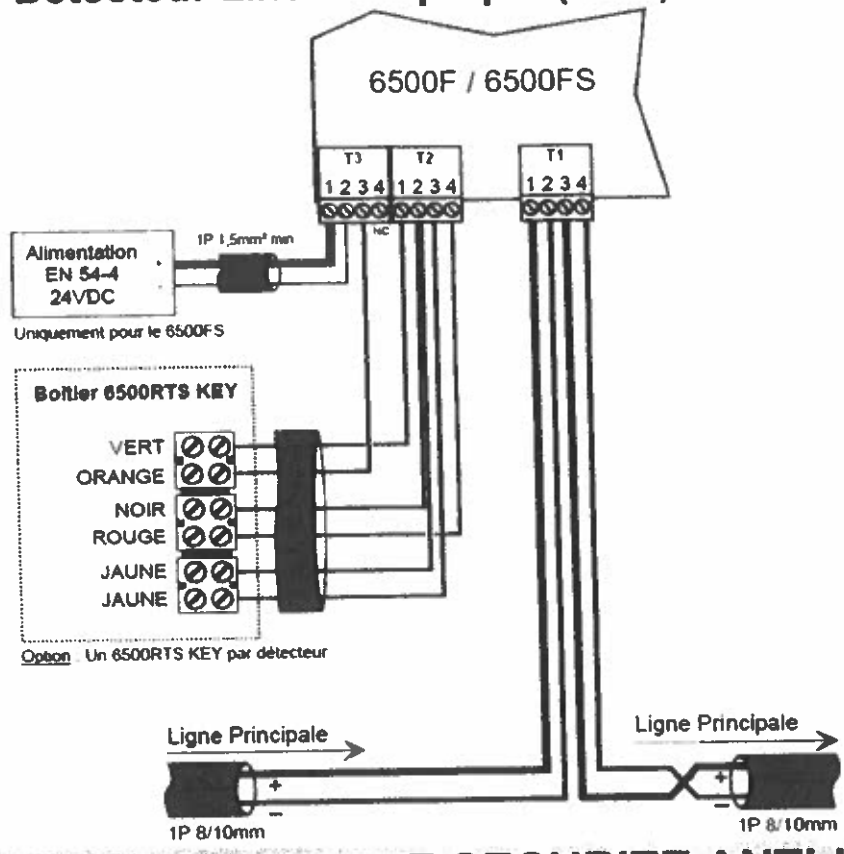 6500F / 6500FS
T3 T2 T1
1 2 3 4 1 2 3 4 1 2 3 4
NC
1P 1,5mm² min
Alimentation
EN 54-4
24VDC
Uniquement pour le 6500FS
Boîtier 6500RTS KEY
VERT
ORANGE
NOIR
ROUGE
JAUNE
JAUNE
Option Un 6500RTS KEY par détecteur
Ligne Principale
Ligne Principale
+
−
+
−
1P 8/10mm
1P 8/10mm